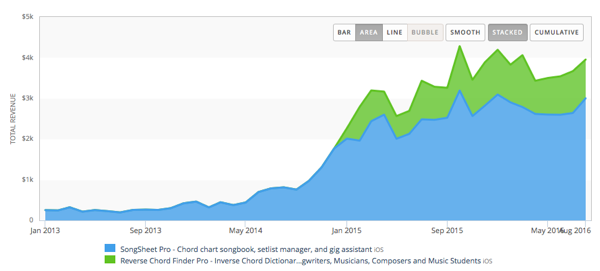 $5k
BAR AREA LINE BUBBLE SMOOTH STACKED CUMULATIVE
$4k
$3k
TOTAL REVENUE
$2k
$1k
$0
Jan 2013 Sep 2013 May 2014 Jan 2015 Sep 2015 May 2016 Aug 2016
SongSheet Pro - Chord chart songbook, setlist manager, and gig assistant iOS
Reverse Chord Finder Pro - Inverse Chord Dictionar...gwriters, Musicians, Composers and Music Students iOS